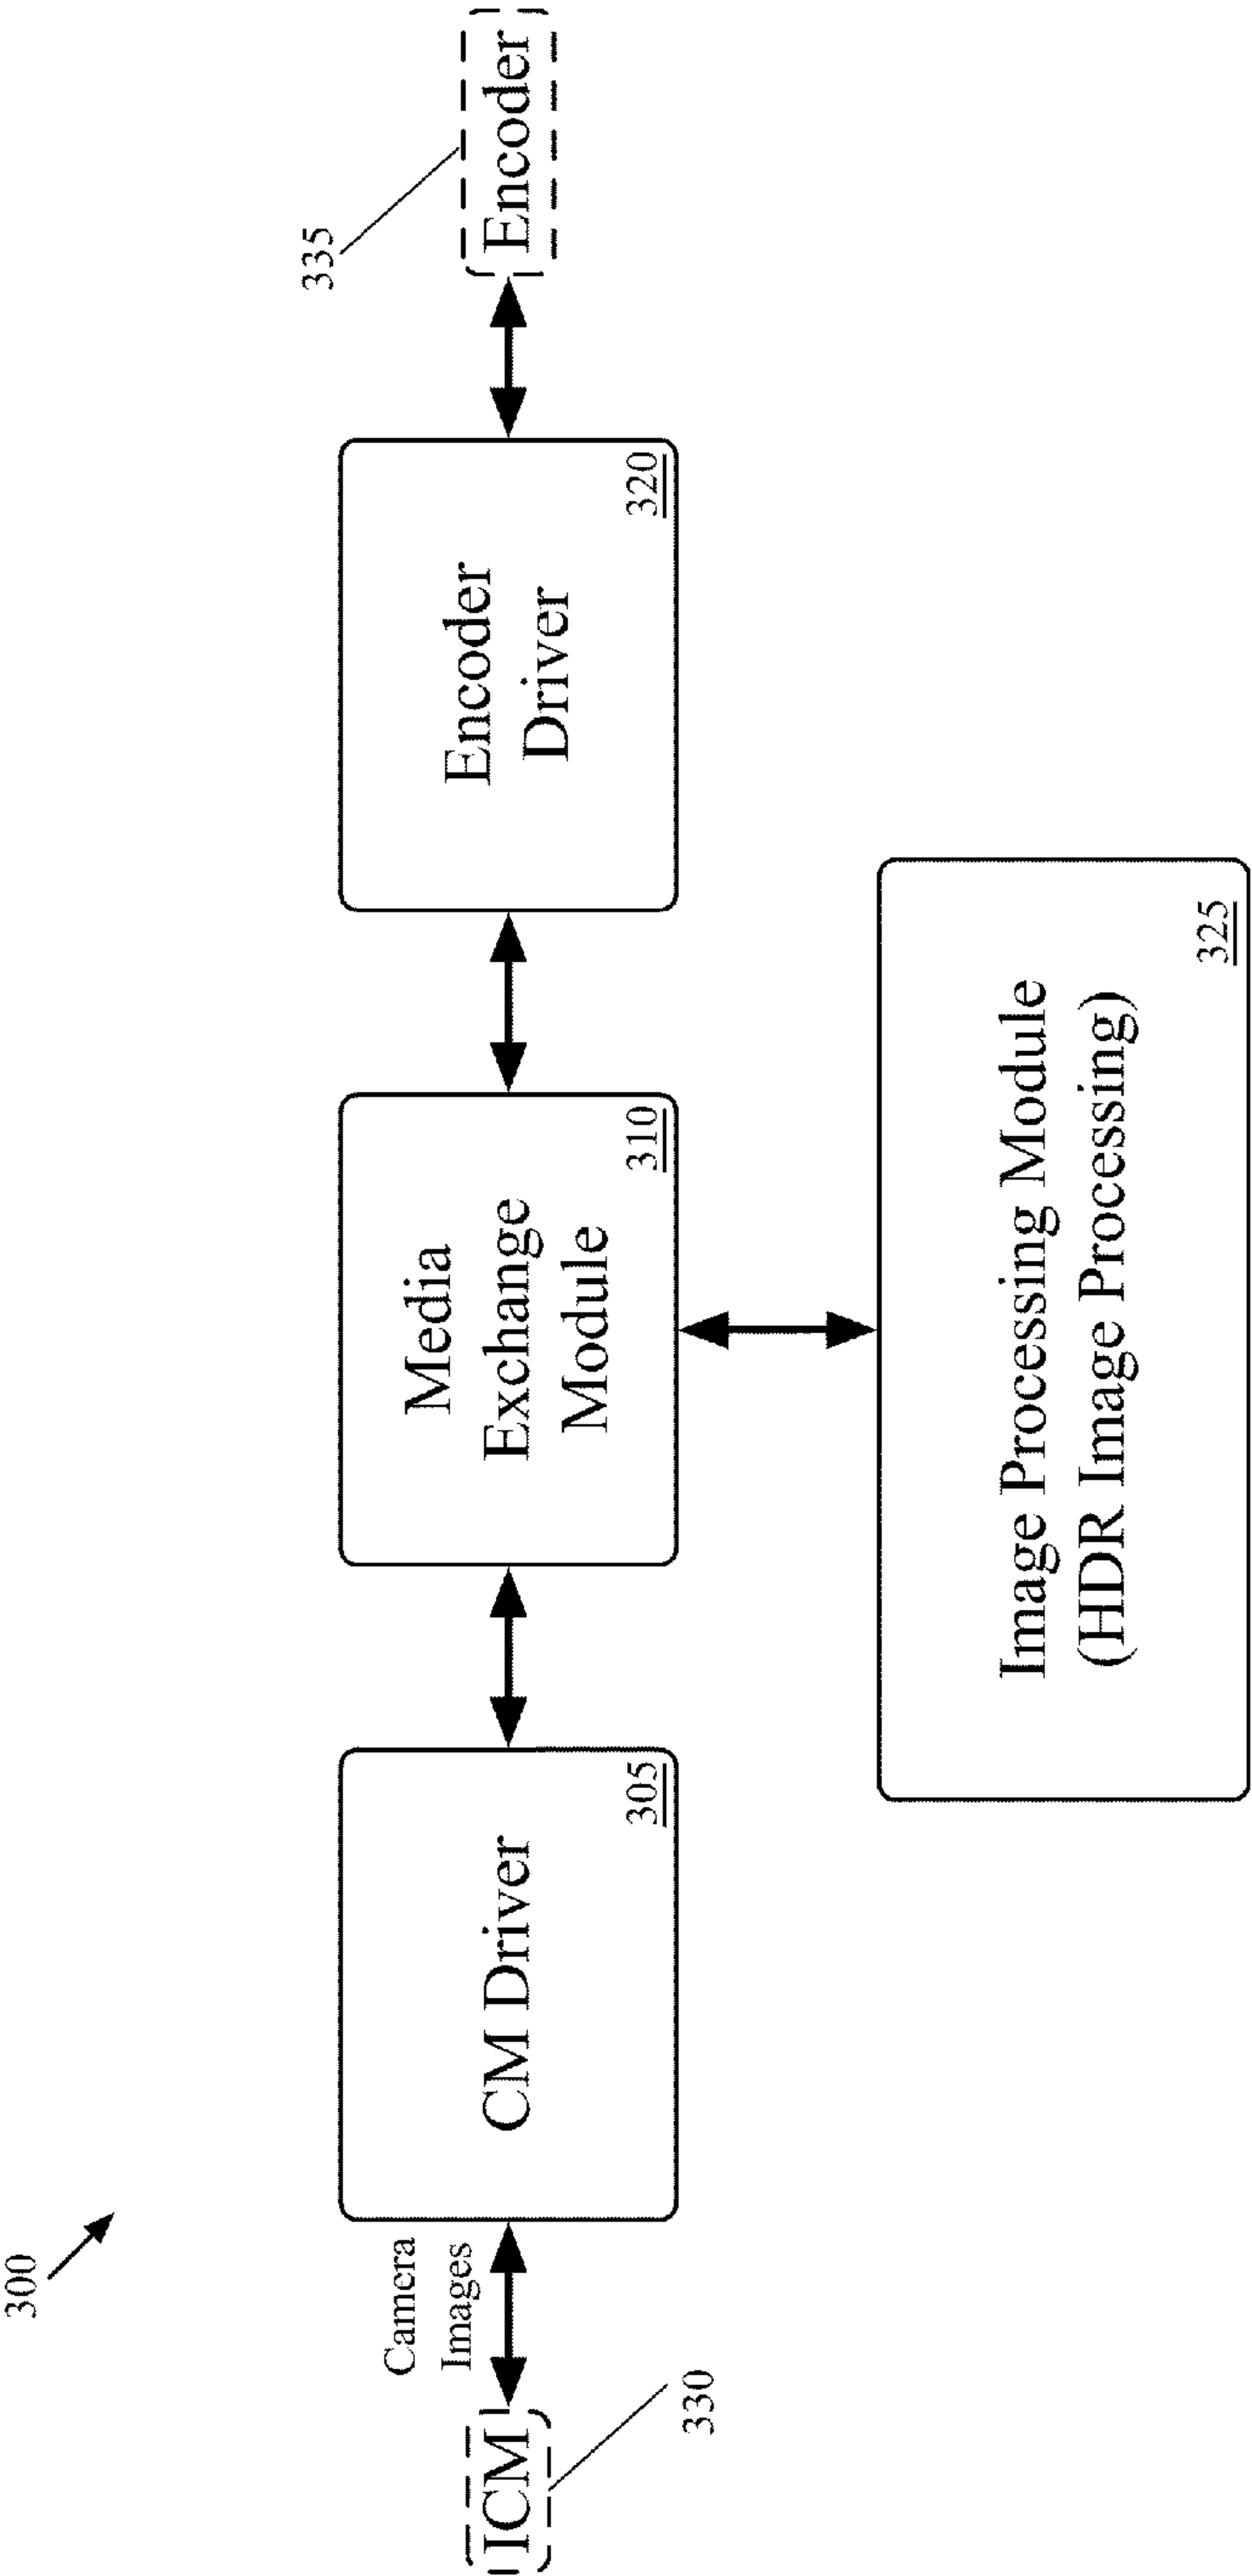 300
Camera
Images
ICM
330
CM Driver
305
Media
Exchange
Module
310
Encoder
Driver
320
335
Encoder
Image Processing Module
(HDR Image Processing)
325